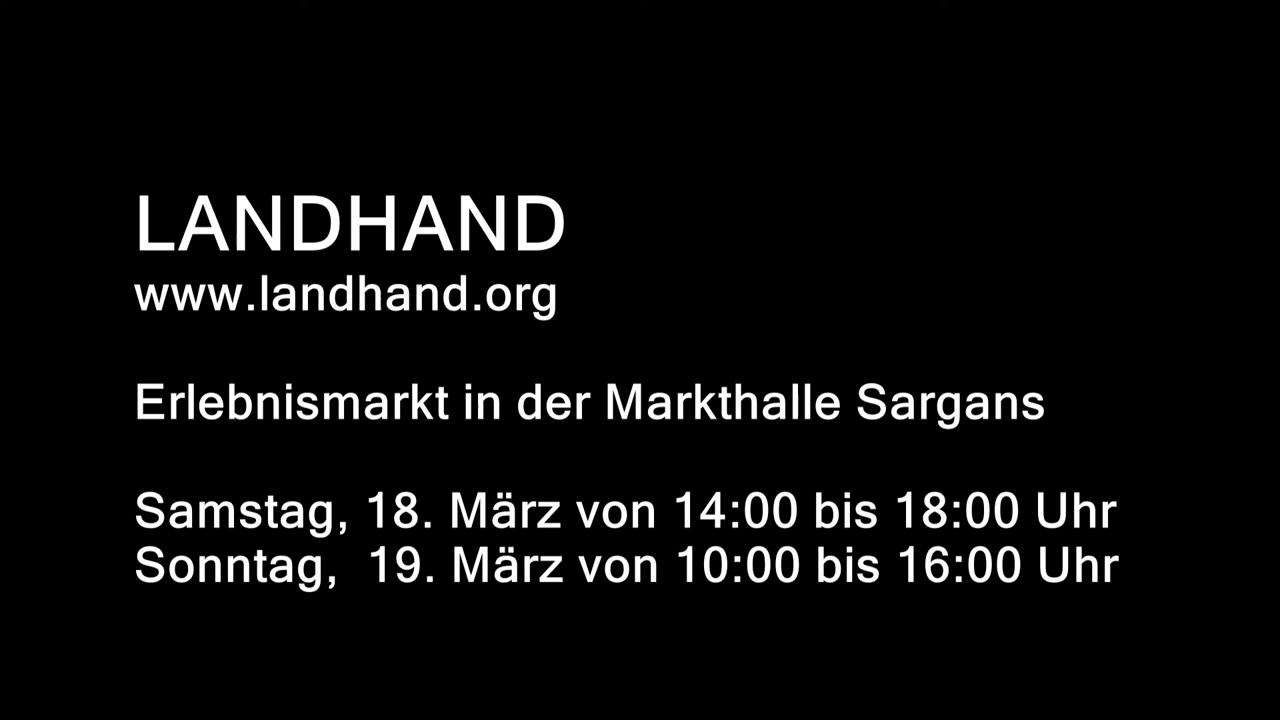 LANDHAND
www.landhand.org
Erlebnismarkt in der Markthalle Sargans
Samstag, 18. März von 14:00 bis 18:00 Uhr
Sonntag, 19. März von 10:00 bis 16:00 Uhr